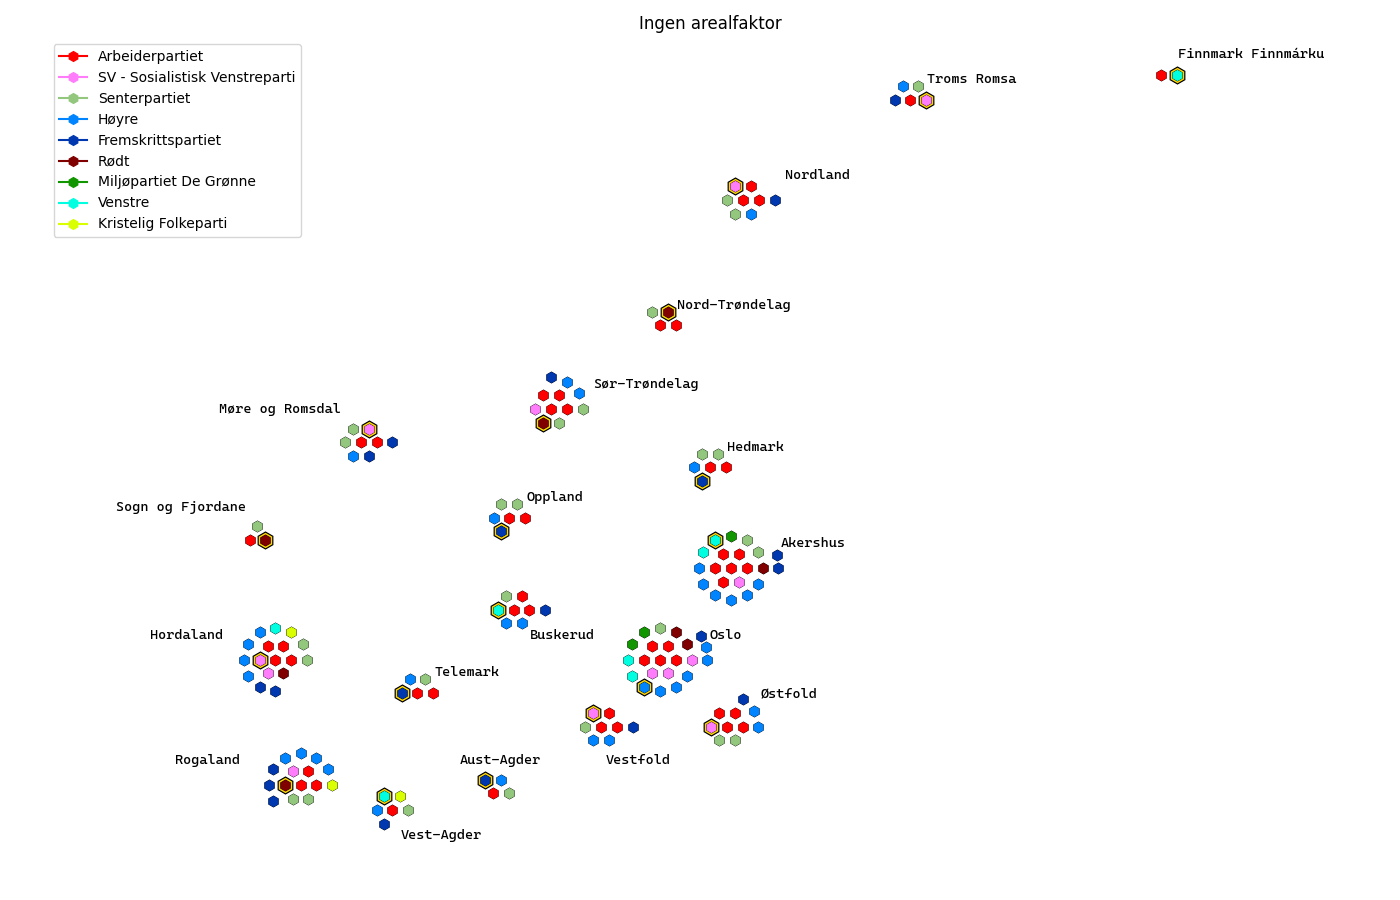 Ingen arealfaktor
Arbeiderpartiet
SV - Sosialistisk Venstreparti
Senterpartiet
Høyre
Fremskrittspartiet
Rødt
Miljøpartiet De Grønne
Venstre
Kristelig Folkeparti
Finnmark Finnmárku
Troms Romsa
Nordland
Nord-Trøndelag
Sør-Trøndelag
Møre og Romsdal
Hedmark
Oppland
Sogn og Fjordane
Akershus
Hordaland
Buskerud
Oslo
Telemark
Østfold
Rogaland
Aust-Agder
Vestfold
Vest-Agder